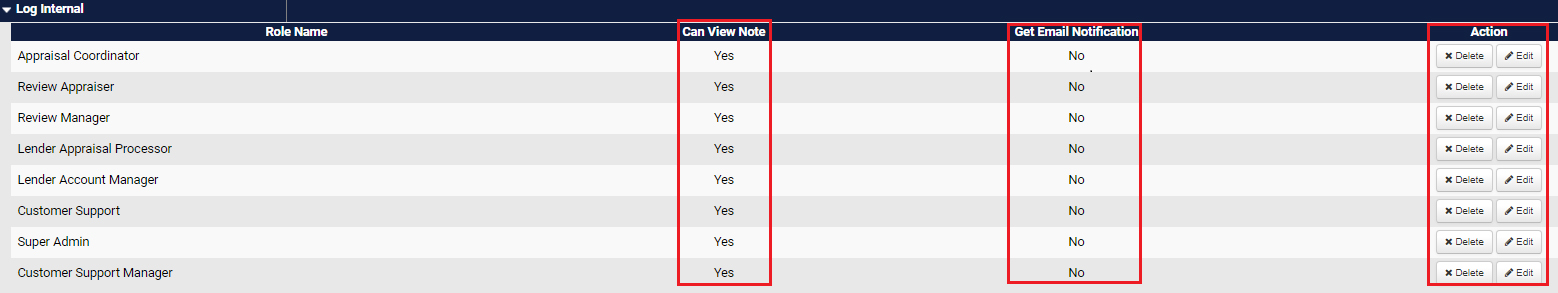 Log Internal
Role Name Can View Note Get Email Notification Action
Appraisal Coordinator Yes No Delete Edit
Review Appraiser Yes No Delete Edit
Review Manager Yes No Delete Edit
Lender Appraisal Processor Yes No Delete Edit
Lender Account Manager Yes No Delete Edit
Customer Support Yes No Delete Edit
Super Admin Yes No Delete Edit
Customer Support Manager Yes No Delete Edit